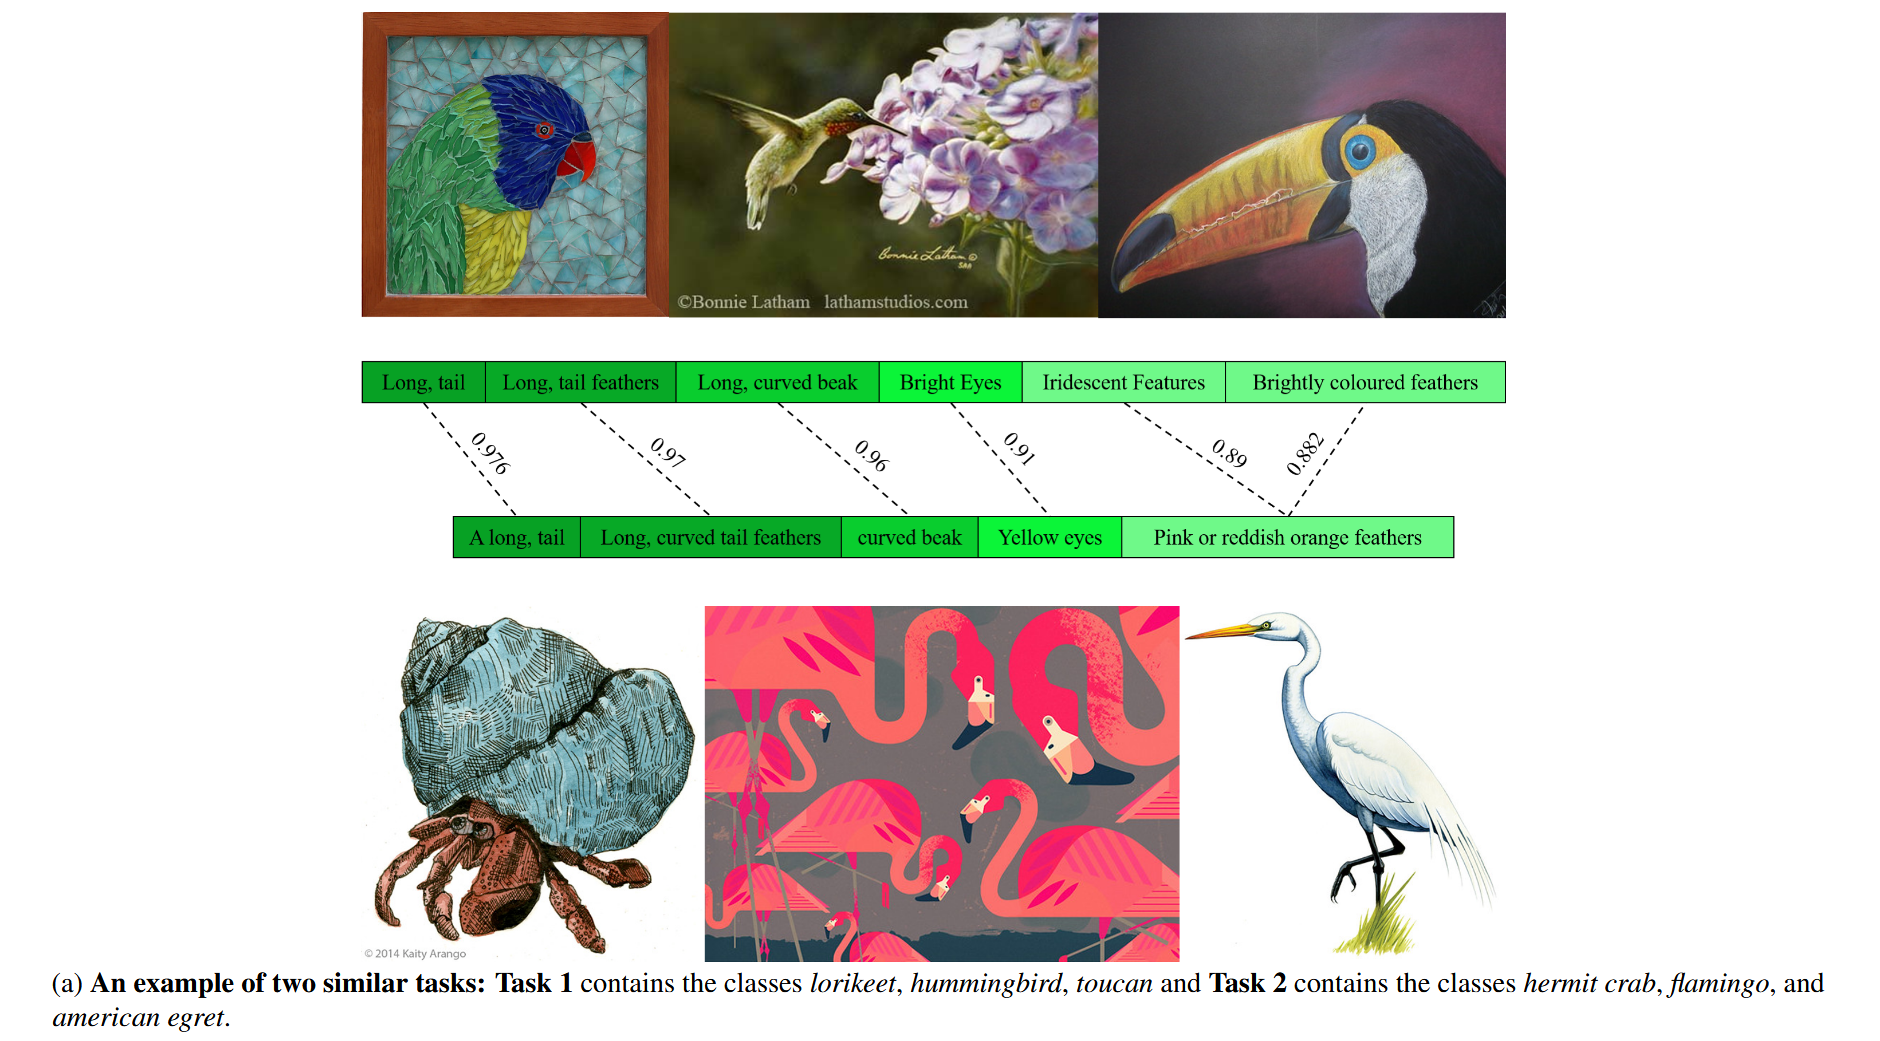 Bonnie Latham ©
SAA
©Bonnie Latham lathamstudios.com
Long, tail
Long, tail feathers
Long, curved beak
Bright Eyes
Iridescent Features
Brightly coloured feathers
0.976
0.97
0.96
0.91
0.89
0.882
A long, tail
Long, curved tail feathers
curved beak
Yellow eyes
Pink or reddish orange feathers
© 2014 Kaity Arango
(a) An example of two similar tasks: Task 1 contains the classes lorikeet, hummingbird, toucan and Task 2 contains the classes hermit crab, flamingo, and
american egret.